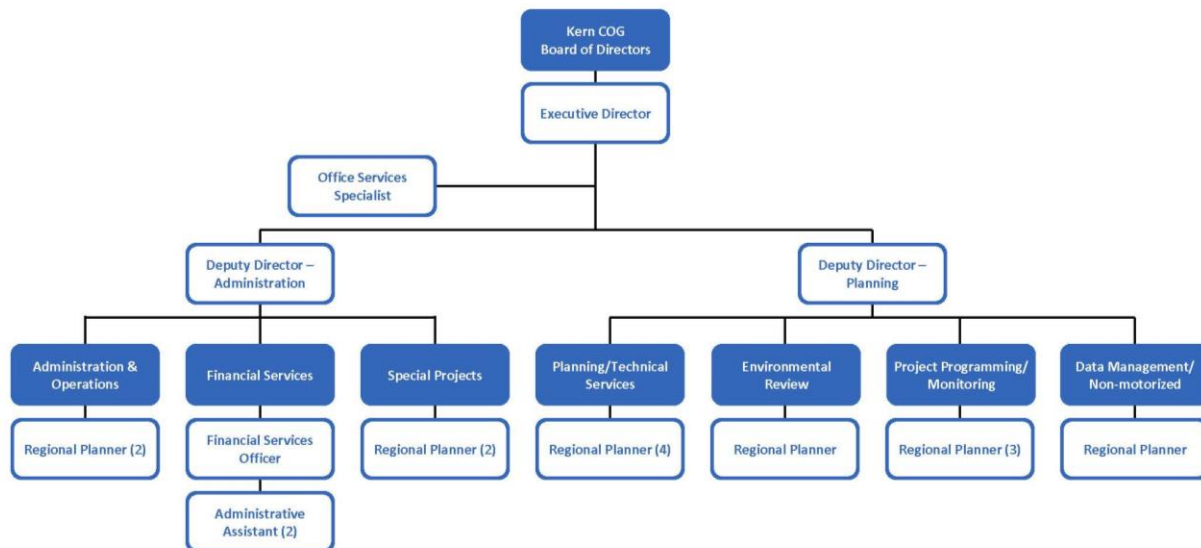 Kern COG
Board of Directors
Executive Director
Office Services
Specialist
Deputy Director –
Administration
Deputy Director –
Planning
Administration &
Operations
Financial Services
Special Projects
Planning/Technical
Services
Environmental
Review
Project Programming/
Monitoring
Data Management/
Non-motorized
Regional Planner (2)
Financial Services
Officer
Regional Planner (2)
Regional Planner (4)
Regional Planner
Regional Planner (3)
Regional Planner
Administrative
Assistant (2)